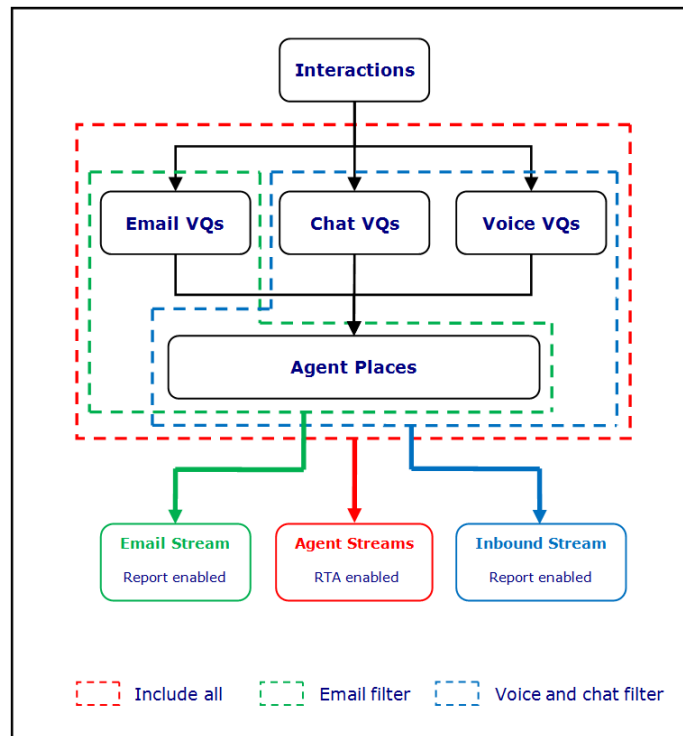 Interactions
Email VQs
Chat VQs
Voice VQs
Agent Places
Email Stream
Report enabled
Agent Streams
RTA enabled
Inbound Stream
Report enabled
Include all
Email filter
Voice and chat filter